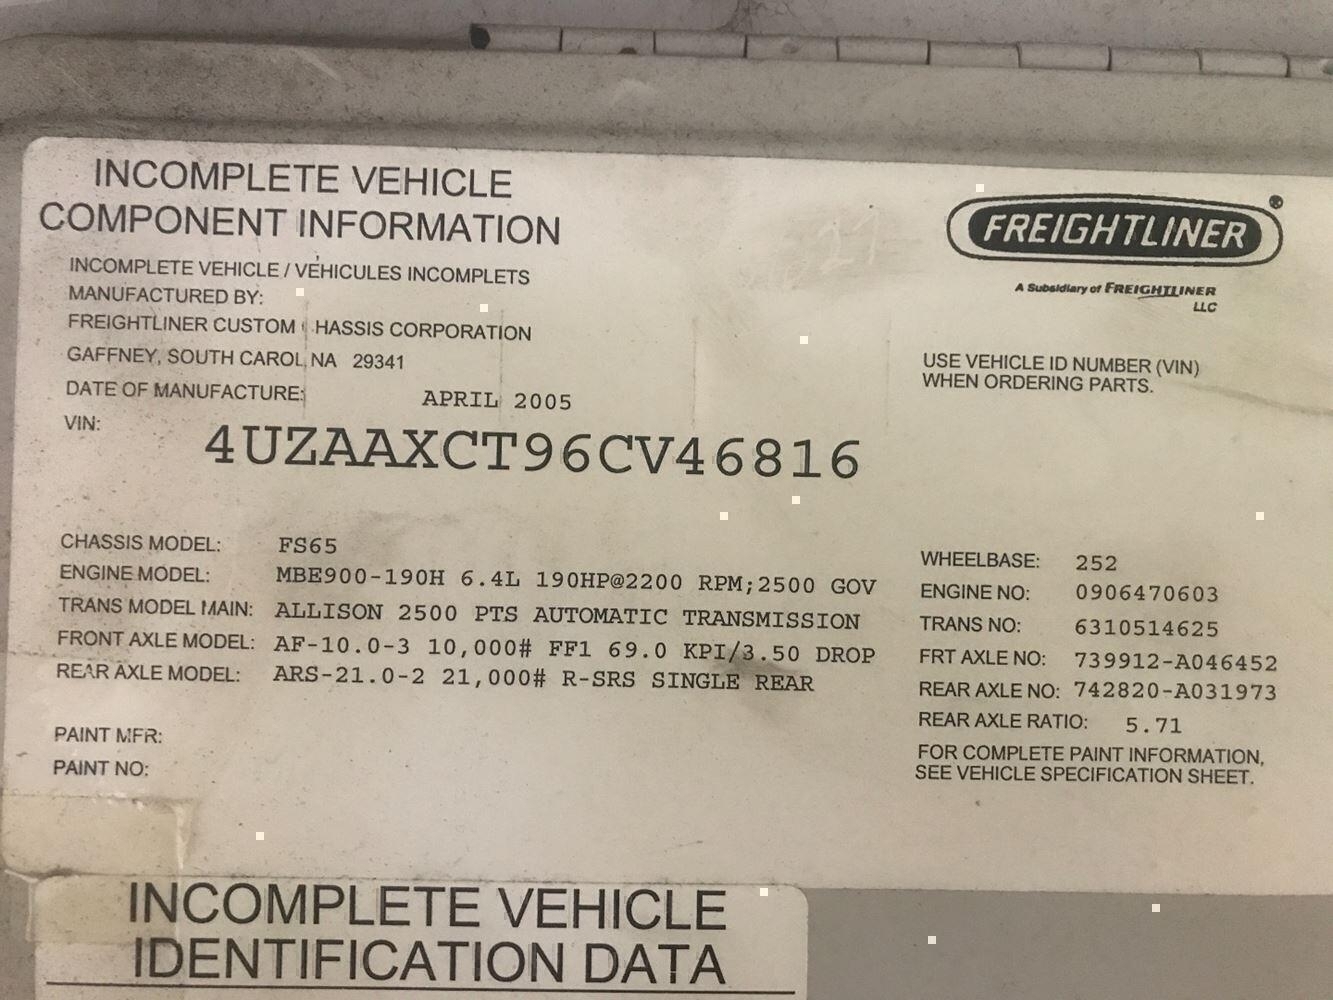 INCOMPLETE VEHICLE
COMPONENT INFORMATION
INCOMPLETE VEHICLE / VÉHICULES INCOMPLETS
MANUFACTURED BY:
FREIGHTLINER CUSTOM HASSIS CORPORATION
GAFFNEY, SOUTH CAROL NA 29341
DATE OF MANUFACTURE: APRIL 2005
VIN: 4UZAAXCT96CV46816
FREIGHTLINER ®
A Subsidiary of FREIGHTLINER
LLC
USE VEHICLE ID NUMBER (VIN)
WHEN ORDERING PARTS.
CHASSIS MODEL: FS65
ENGINE MODEL: MBE900-190H 6.4L 190HP@2200 RPM;2500 GOV
TRANS MODEL MAIN: ALLISON 2500 PTS AUTOMATIC TRANSMISSION
FRONT AXLE MODEL: AF-10.0-3 10,000# FF1 69.0 KPI/3.50 DROP
REAR AXLE MODEL: ARS-21.0-2 21,000# R-SRS SINGLE REAR
PAINT MFR:
PAINT NO:
WHEELBASE: 252
ENGINE NO: 0906470603
TRANS NO: 6310514625
FRT AXLE NO: 739912-A046452
REAR AXLE NO: 742820-A031973
REAR AXLE RATIO: 5.71
FOR COMPLETE PAINT INFORMATION,
SEE VEHICLE SPECIFICATION SHEET.
INCOMPLETE VEHICLE
IDENTIFICATION DATA